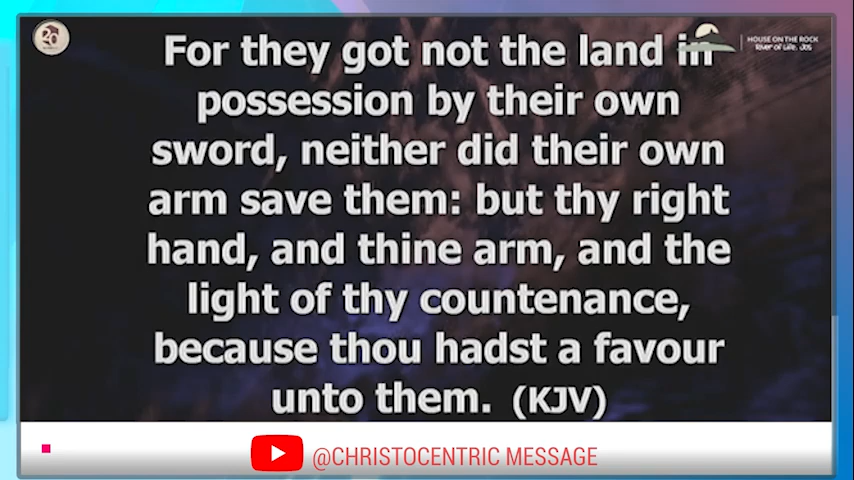 HOUSE ON THE ROCK
River of Life, Jos
For they got not the land in
possession by their own
sword, neither did their own
arm save them: but thy right
hand, and thine arm, and the
light of thy countenance,
because thou hadst a favour
unto them. (KJV)
@CHRISTOCENTRIC MESSAGE